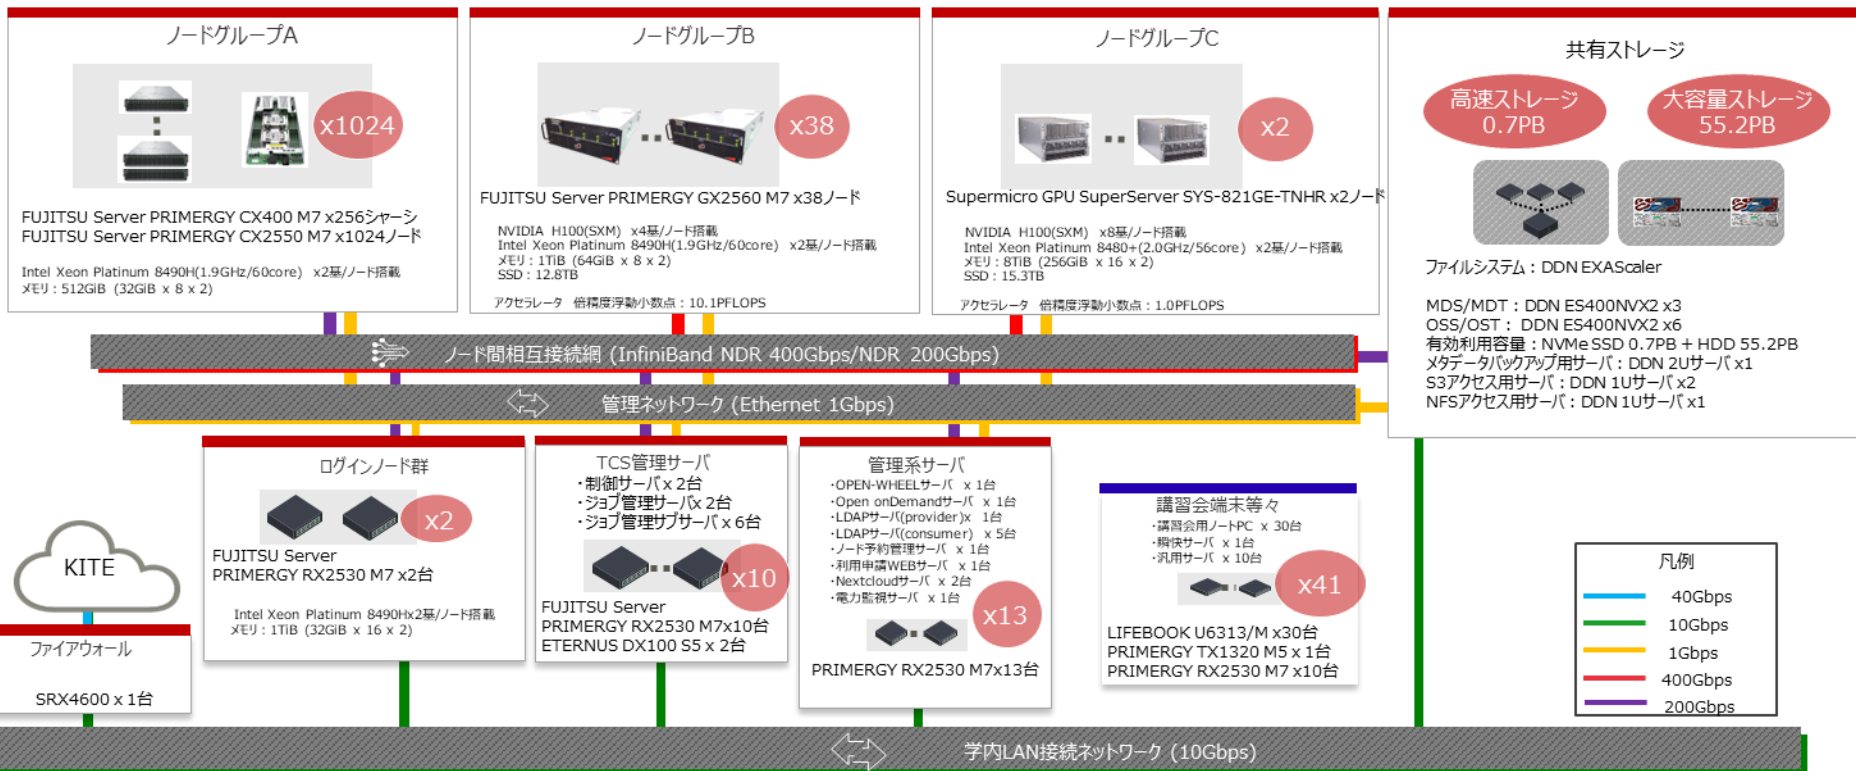 ノードグループA
x1024
FUJITSU Server PRIMERGY CX400 M7 x256シャーシ
FUJITSU Server PRIMERGY CX2550 M7 x1024ノード
Intel Xeon Platinum 8490H(1.9GHz/60core) x2基/ノード搭載
メモリ：512GiB (32GiB x 8 x 2)
ノードグループB
x38
FUJITSU Server PRIMERGY GX2560 M7 x38ノード
NVIDIA H100(SXM) x4基/ノード搭載
Intel Xeon Platinum 8490H(1.9GHz/60core) x2基/ノード搭載
メモリ：1TiB (64GiB x 8 x 2)
SSD：12.8TB
アクセラレータ 倍精度浮動小数点：10.1PFLOPS
ノードグループC
x2
Supermicro GPU SuperServer SYS-821GE-TNHR x2ノード
NVIDIA H100(SXM) x8基/ノード搭載
Intel Xeon Platinum 8480+(2.0GHz/56core) x2基/ノード搭載
メモリ：8TiB (256GiB x 16 x 2)
SSD：15.3TB
アクセラレータ 倍精度浮動小数点：1.0PFLOPS
共有ストレージ
高速ストレージ
0.7PB
大容量ストレージ
55.2PB
ファイルシステム：DDN EXAScaler
MDS/MDT：DDN ES400NVX2 x3
OSS/OST：DDN ES400NVX2 x6
有効利用容量：NVMe SSD 0.7PB + HDD 55.2PB
メタデータバックアップ用サーバ：DDN 2Uサーバ x1
S3アクセス用サーバ：DDN 1Uサーバ x2
NFSアクセス用サーバ：DDN 1Uサーバ x1
ノード間相互接続網 (InfiniBand NDR 400Gbps/NDR 200Gbps)
管理ネットワーク (Ethernet 1Gbps)
KITE
ファイアウォール
SRX4600 x 1台
ログインノード群
x2
FUJITSU Server
PRIMERGY RX2530 M7 x2台
Intel Xeon Platinum 8490Hx2基/ノード搭載
メモリ：1TiB (32GiB x 16 x 2)
TCS管理サーバ
・制御サーバ x 2台
・ジョブ管理サーバx 2台
・ジョブ管理サブサーバ x 6台
x10
FUJITSU Server
PRIMERGY RX2530 M7x10台
ETERNUS DX100 S5 x 2台
管理系サーバ
・OPEN-WHEELサーバ x 1台
・Open onDemandサーバ x 1台
・LDAPサーバ(provider)x 1台
・LDAPサーバ(consumer) x 5台
・ノード予約管理サーバ x 1台
・利用申請WEBサーバ x 1台
・Nextcloudサーバ x 2台
・電力監視サーバ x 1台
x13
PRIMERGY RX2530 M7x13台
講習会端末等々
・講習会用ノートPC x 30台
・瞬快サーバ x 1台
・汎用サーバ x 10台
x41
LIFEBOOK U6313/M x30台
PRIMERGY TX1320 M5 x 1台
PRIMERGY RX2530 M7 x10台
凡例
40Gbps
10Gbps
1Gbps
400Gbps
200Gbps
学内LAN接続ネットワーク (10Gbps)